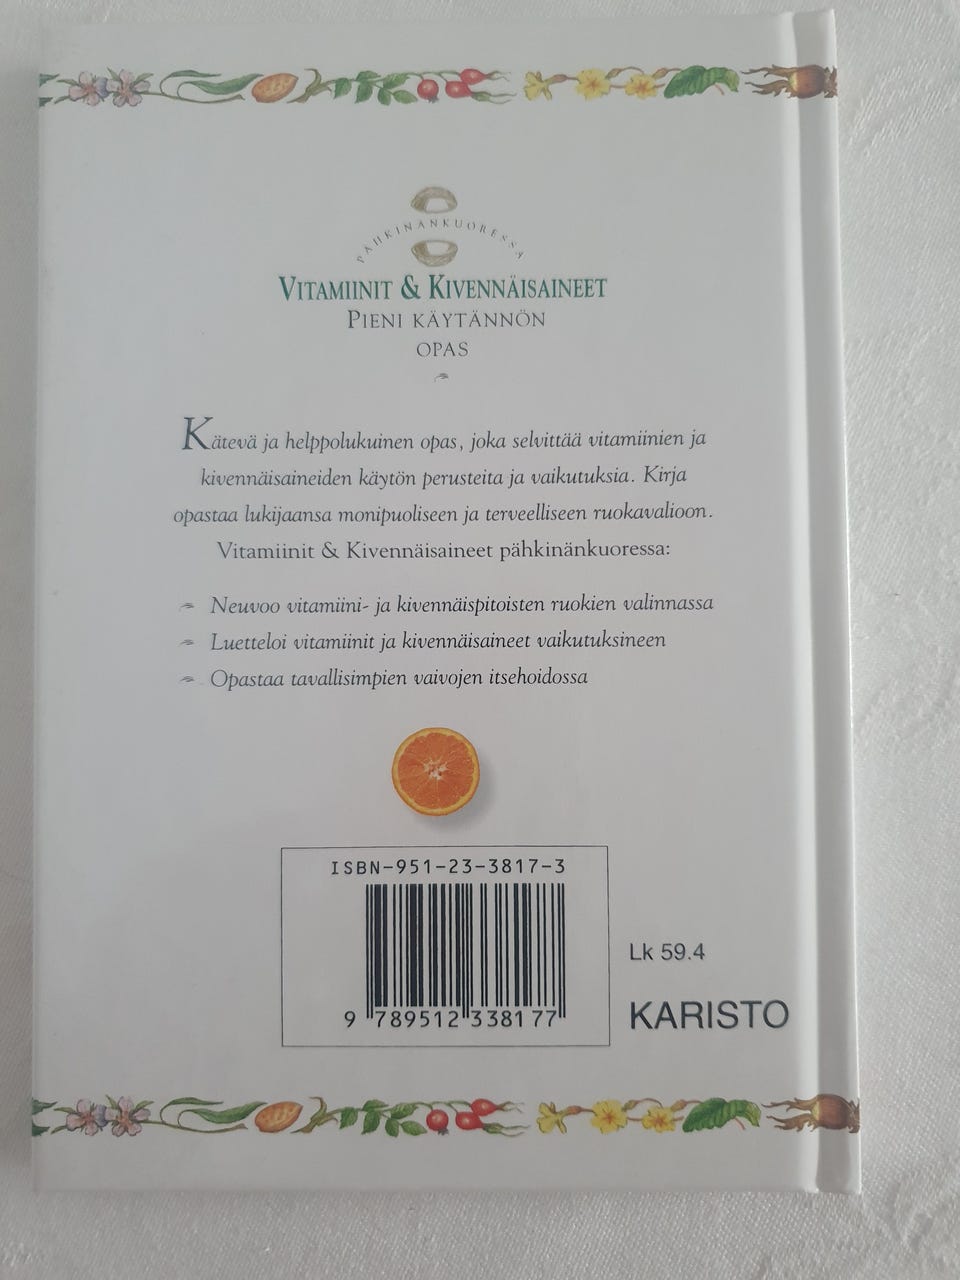 PÄHKINÄNKUORESSA
VITAMIINIT & KIVENNÄISAINEET
PIENI KÄYTÄNNÖN
OPAS
Kätevä ja helppolukuinen opas, joka selvittää vitamiinien ja
kivennäisaineiden käytön perusteita ja vaikutuksia. Kirja
opastaa lukijaansa monipuoliseen ja terveelliseen ruokavalioon.
Vitamiinit & Kivennäisaineet pähkinänkuoressa:
Neuvoo vitamiini- ja kivennäispitoisten ruokien valinnassa
Luetteloi vitamiinit ja kivennäisaineet vaikutuksineen
Opastaa tavallisimpien vaivojen itsehoidossa
ISBN-951-23-3817-3
9 789512 338177
Lk 59.4
KARISTO